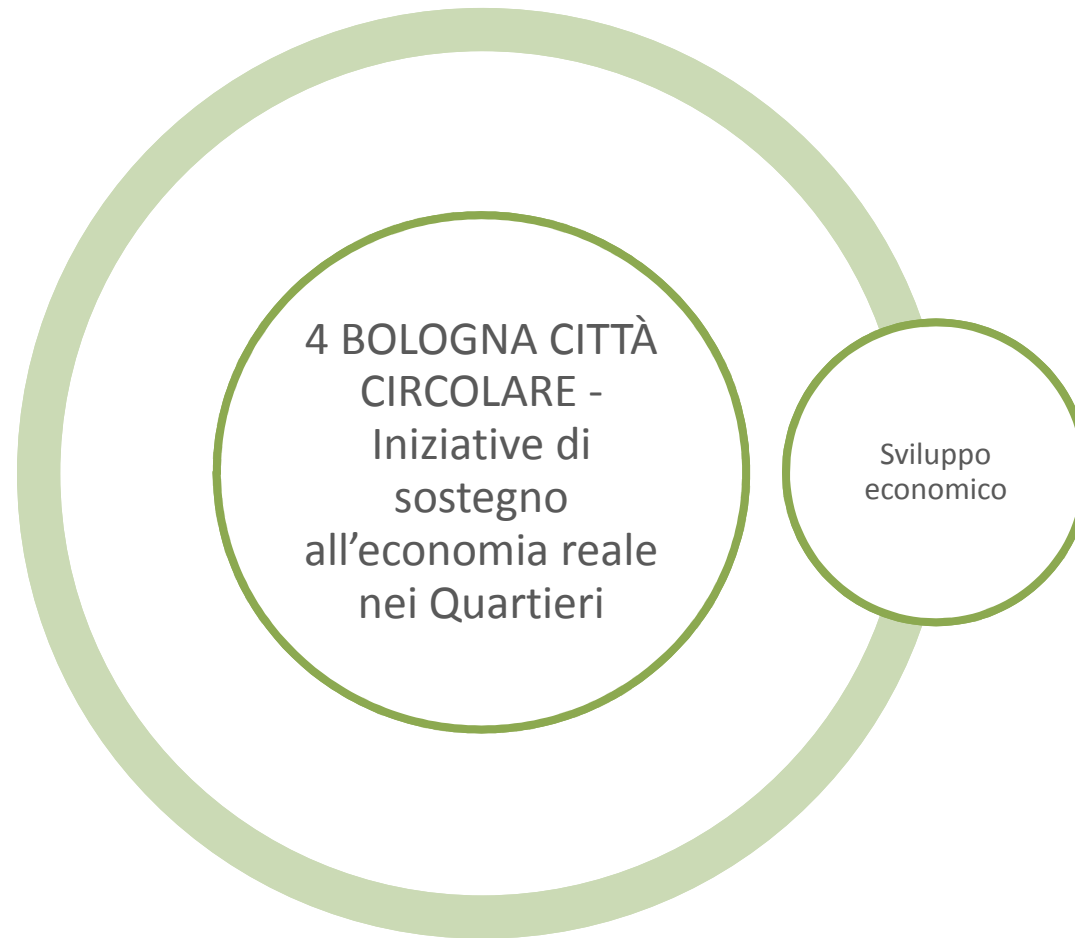 4 BOLOGNA CITTÀ
CIRCOLARE -
Iniziative di
sostegno
all’economia reale
nei Quartieri
Sviluppo
economico